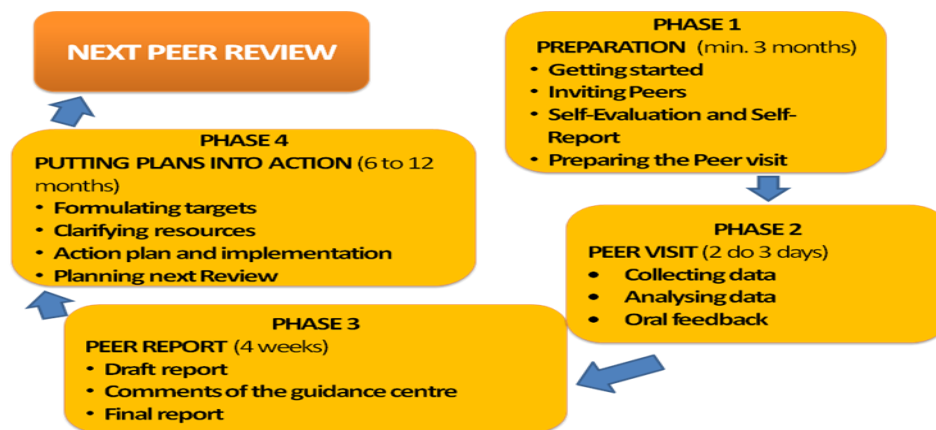 NEXT PEER REVIEW
PHASE 1
PREPARATION (min. 3 months)
• Getting started
• Inviting Peers
• Self-Evaluation and Self-
Report
• Preparing the Peer visit
PHASE 2
PEER VISIT (2 do 3 days)
• Collecting data
• Analysing data
• Oral feedback
PHASE 3
PEER REPORT (4 weeks)
• Draft report
• Comments of the guidance centre
• Final report
PHASE 4
PUTTING PLANS INTO ACTION (6 to 12
months)
• Formulating targets
• Clarifying resources
• Action plan and implementation
• Planning next Review